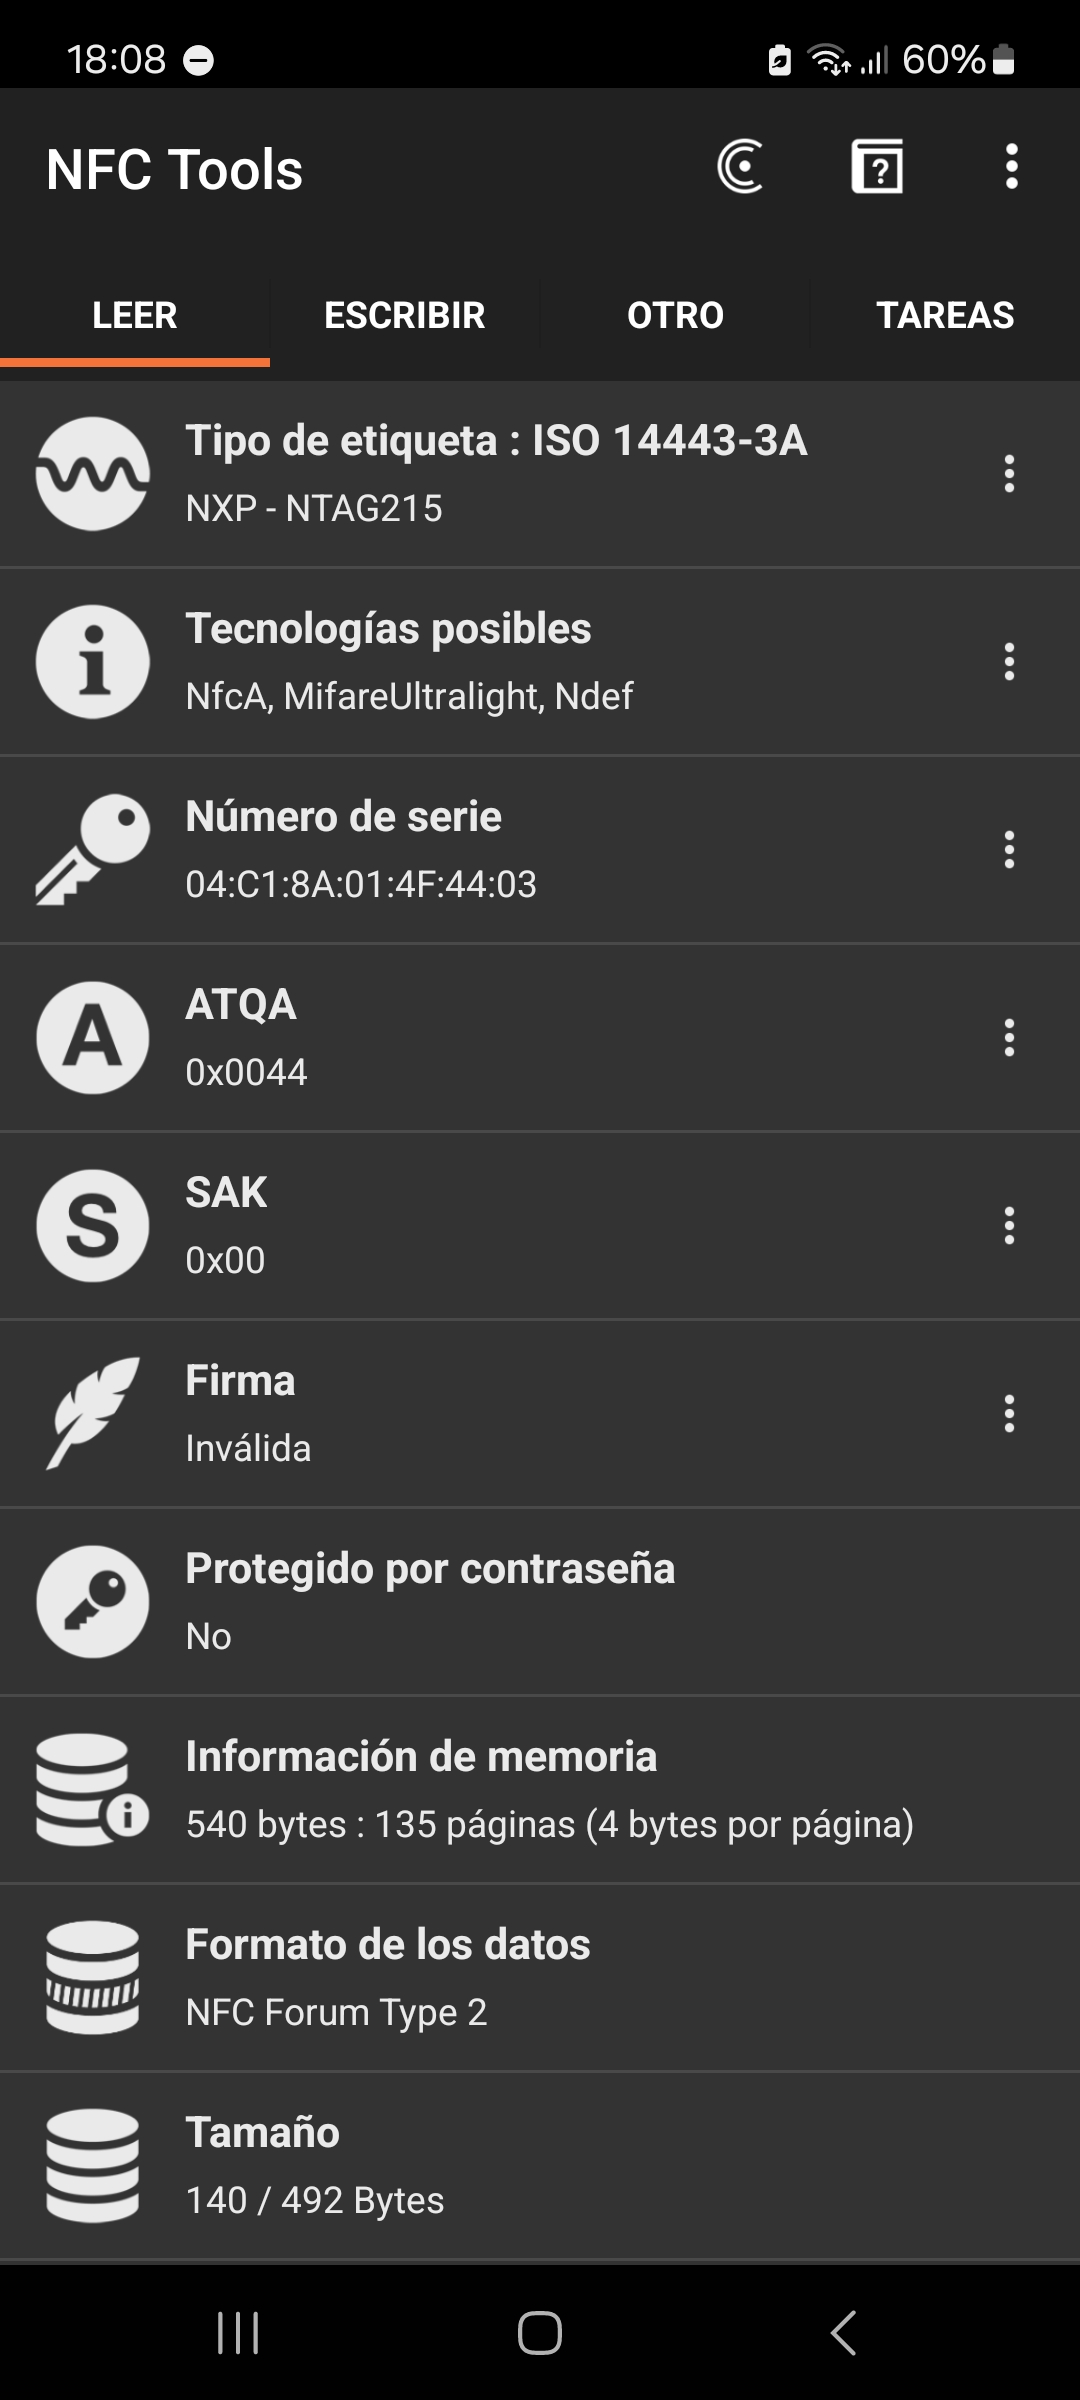 18:08
60%
NFC Tools
LEER
ESCRIBIR
OTRO
TAREAS
Tipo de etiqueta : ISO 14443-3A
NXP - NTAG215
Tecnologías posibles
NfcA, MifareUltralight, Ndef
Número de serie
04:C1:8A:01:4F:44:03
A
ATQA
0x0044
S
SAK
0x00
Firma
Inválida
Protegido por contraseña
No
Información de memoria
540 bytes : 135 páginas (4 bytes por página)
Formato de los datos
NFC Forum Type 2
Tamaño
140 / 492 Bytes